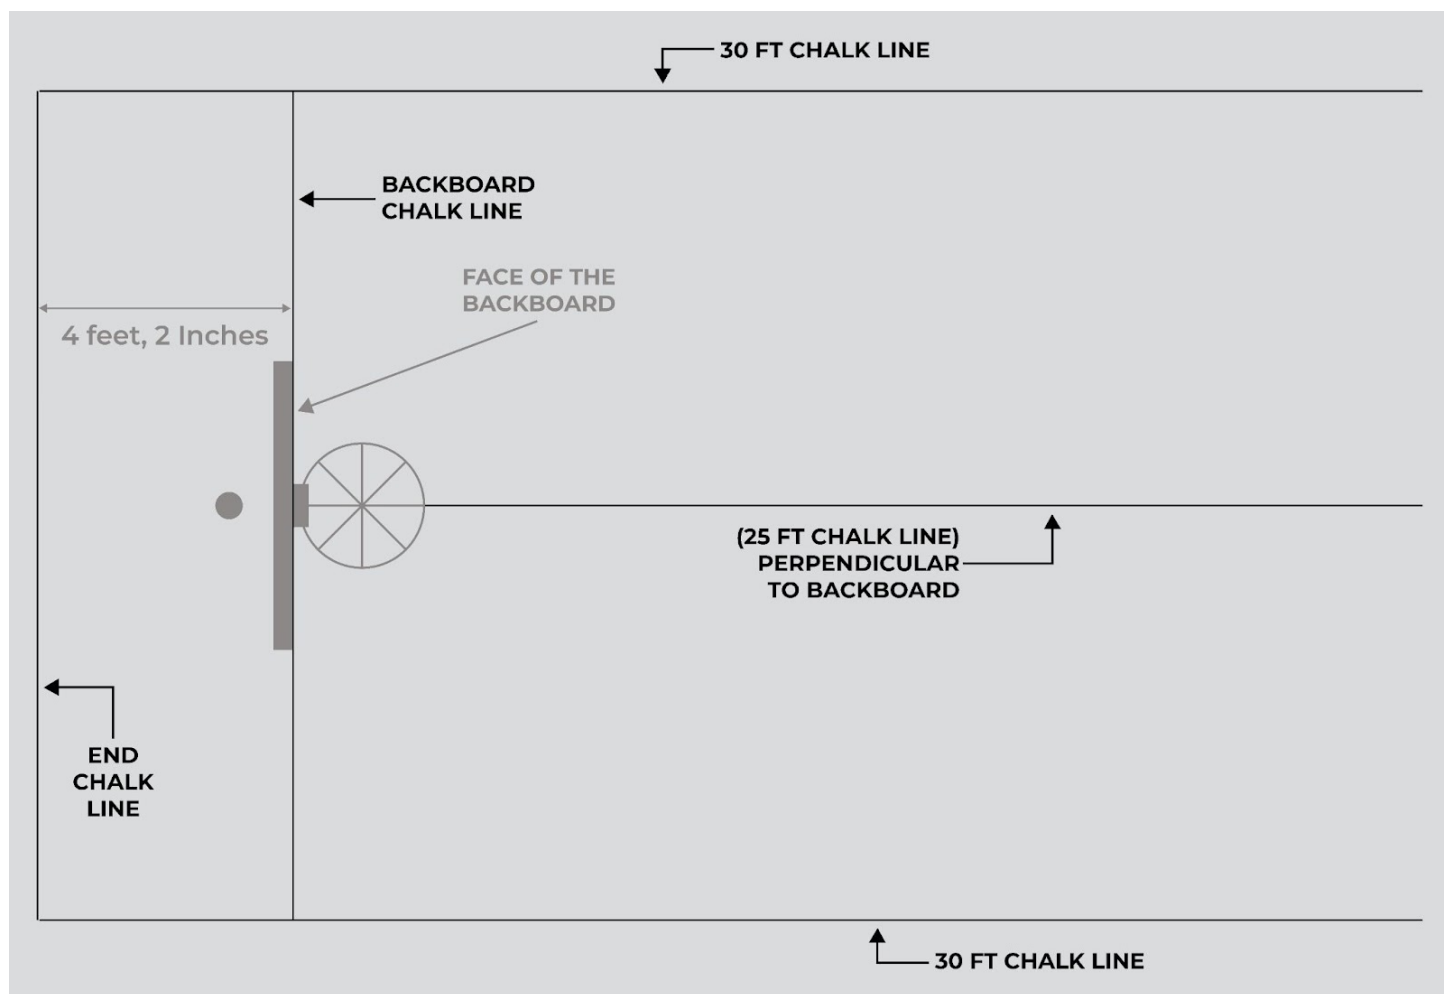 30 FT CHALK LINE
BACKBOARD
CHALK LINE
FACE OF THE
BACKBOARD
4 feet, 2 Inches
(25 FT CHALK LINE)
PERPENDICULAR
TO BACKBOARD
END
CHALK
LINE
30 FT CHALK LINE